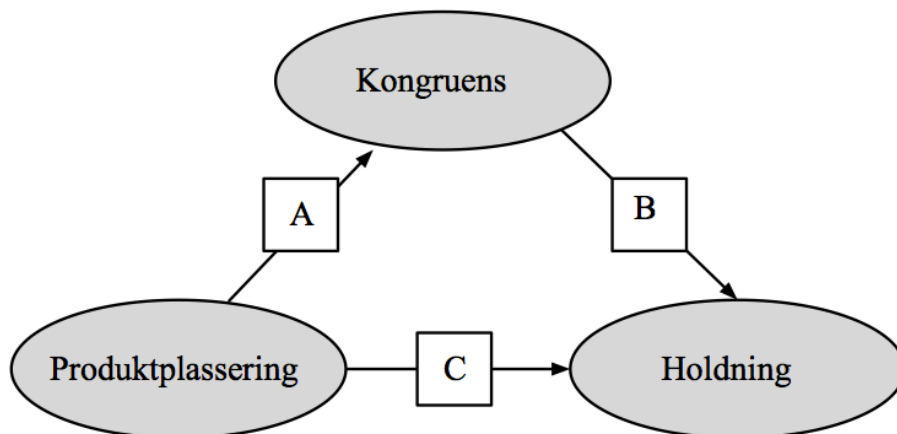 Kongruens
A
B
Produktplassering
C
Holdning